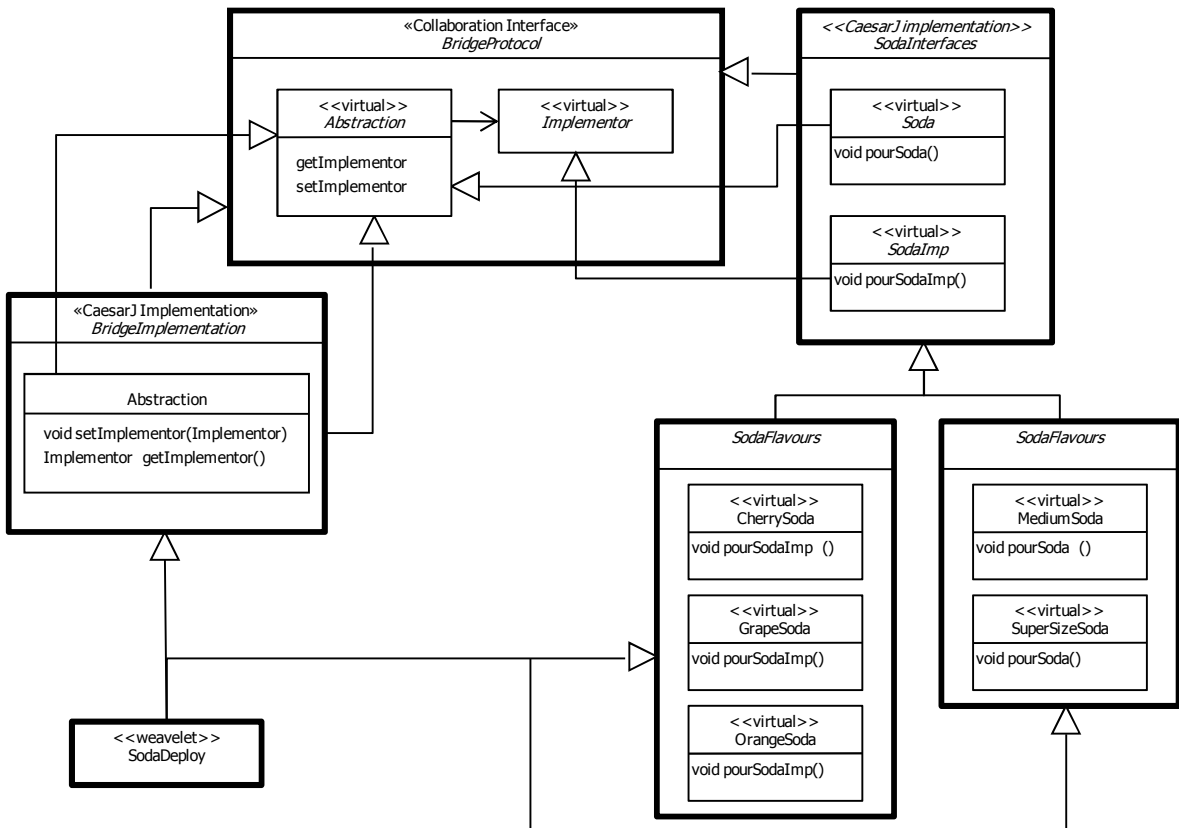 «Collaboration Interface»
BridgeProtocol
<<virtual>>
Abstraction
getImplementor
setImplementor
<<virtual>>
Implementor
<<CaesarJ implementation>>
SodaInterfaces
<<virtual>>
Soda
void pourSoda()
<<virtual>>
SodaImp
void pourSodaImp()
«CaesarJ Implementation»
BridgeImplementation
Abstraction
void setImplementor(Implementor)
Implementor getImplementor()
SodaFlavours
<<virtual>>
CherrySoda
void pourSodaImp ()
<<virtual>>
GrapeSoda
void pourSodaImp()
<<virtual>>
OrangeSoda
void pourSodaImp()
SodaFlavours
<<virtual>>
MediumSoda
void pourSoda ()
<<virtual>>
SuperSizeSoda
void pourSoda()
<<weavelet>>
SodaDeploy